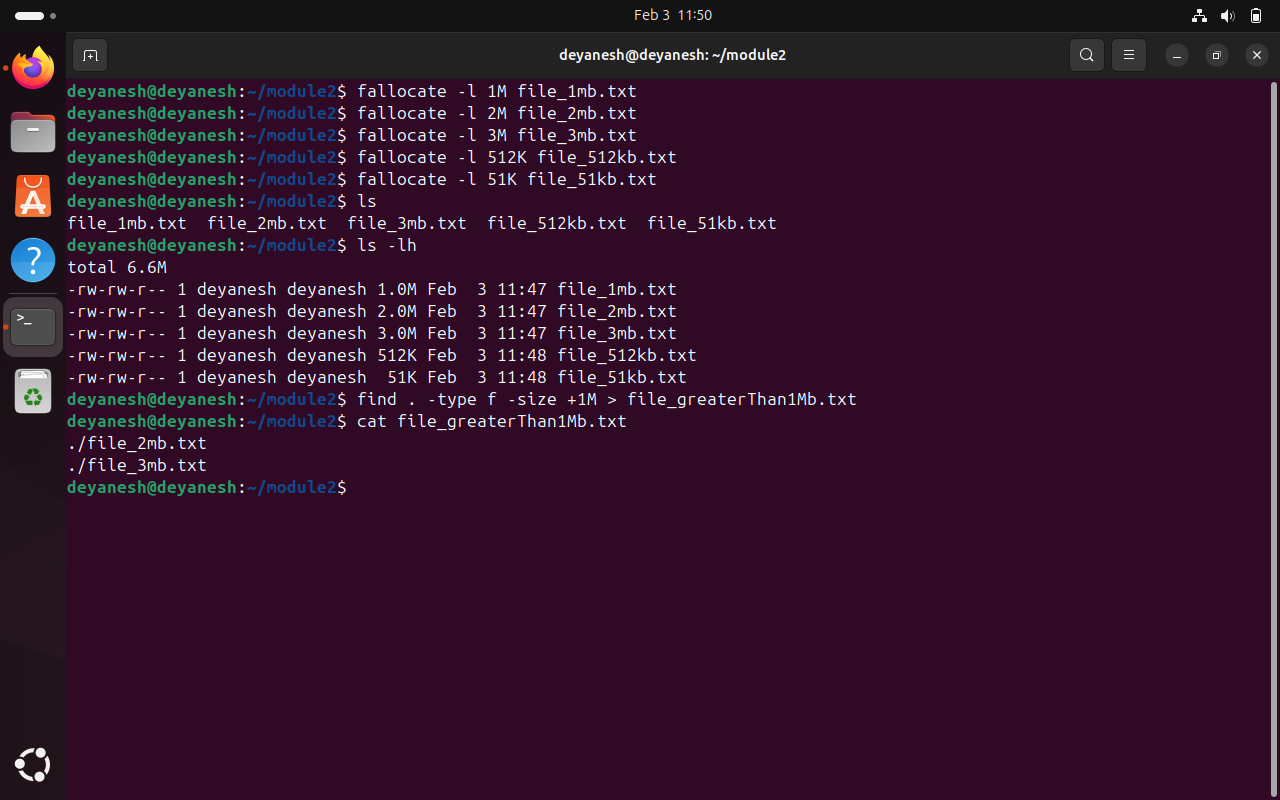 Feb 3 11:50
deyanesh@deyanesh: ~/module2
deyanesh@deyanesh:~/module2$ fallocate -l 1M file_1mb.txt
deyanesh@deyanesh:~/module2$ fallocate -l 2M file_2mb.txt
deyanesh@deyanesh:~/module2$ fallocate -l 3M file_3mb.txt
deyanesh@deyanesh:~/module2$ fallocate -l 512K file_512kb.txt
deyanesh@deyanesh:~/module2$ fallocate -l 51K file_51kb.txt
deyanesh@deyanesh:~/module2$ ls
file_1mb.txt  file_2mb.txt  file_3mb.txt  file_512kb.txt  file_51kb.txt
deyanesh@deyanesh:~/module2$ ls -lh
total 6.6M
-rw-rw-r-- 1 deyanesh deyanesh 1.0M Feb  3 11:47 file_1mb.txt
-rw-rw-r-- 1 deyanesh deyanesh 2.0M Feb  3 11:47 file_2mb.txt
-rw-rw-r-- 1 deyanesh deyanesh 3.0M Feb  3 11:47 file_3mb.txt
-rw-rw-r-- 1 deyanesh deyanesh 512K Feb  3 11:48 file_512kb.txt
-rw-rw-r-- 1 deyanesh deyanesh  51K Feb  3 11:48 file_51kb.txt
deyanesh@deyanesh:~/module2$ find . -type f -size +1M > file_greaterThan1Mb.txt
deyanesh@deyanesh:~/module2$ cat file_greaterThan1Mb.txt
./file_2mb.txt
./file_3mb.txt
deyanesh@deyanesh:~/module2$